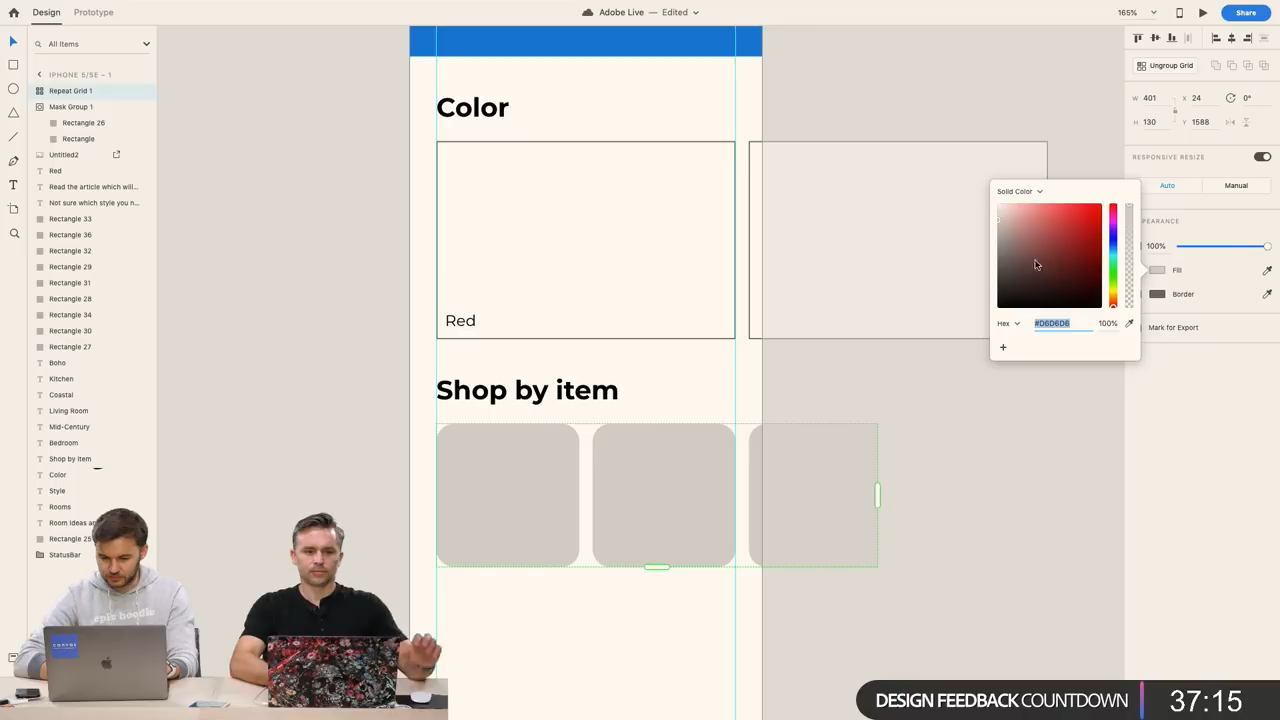 Design
Prototype
Adobe Live — Edited
165%
Share
All Items
IPHONE 5/SE – 1
Repeat Grid 1
Mask Group 1
Rectangle 26
Rectangle
Untitled2
Red
Read the article which will...
Not sure which style you n...
Rectangle 33
Rectangle 36
Rectangle 32
Rectangle 29
Rectangle 31
Rectangle 28
Rectangle 34
Rectangle 30
Rectangle 27
Boho
Kitchen
Coastal
Living Room
Mid-Century
Bedroom
Shop by item
Color
Style
Rooms
Room Ideas a
Rectangle 25
StatusBar
Color
Red
Shop by item
Ungroup Grid
W 401 X 24 0°
H 130 Y 1588
RESPONSIVE RESIZE
Auto Manual
PEARANCE
100%
Fill
Border
Mark for Export
Solid Color
Hex #D6D6D6 100%
+
epic hoodie
canvas
DESIGN FEEDBACK COUNTDOWN 37:15